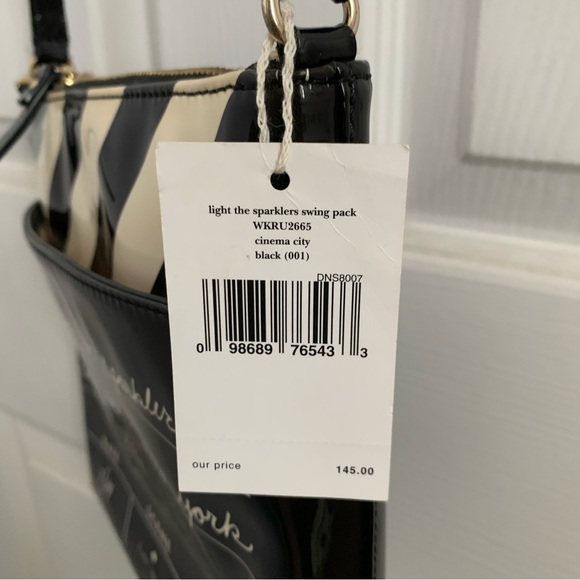 light the sparklers swing pack
WKRU2665
cinema city
black (001)
DNS8007
0 98689 76543 3
our price 145.00
york